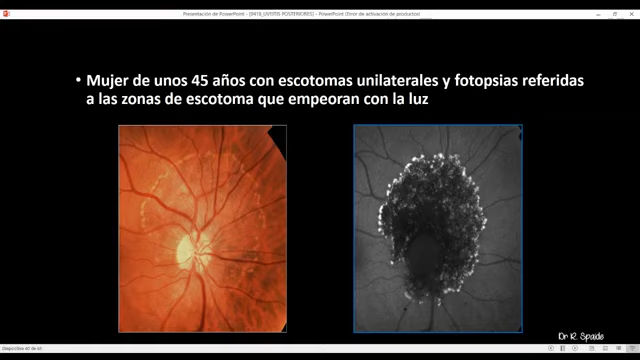 Presentación de PowerPoint - [0419_UVEITIS POSTERIORES] - PowerPoint (Error de activación de productos)
• Mujer de unos 45 años con escotomas unilaterales y fotopsias referidas
a las zonas de escotoma que empeoran con la luz
Dr R. Spaide